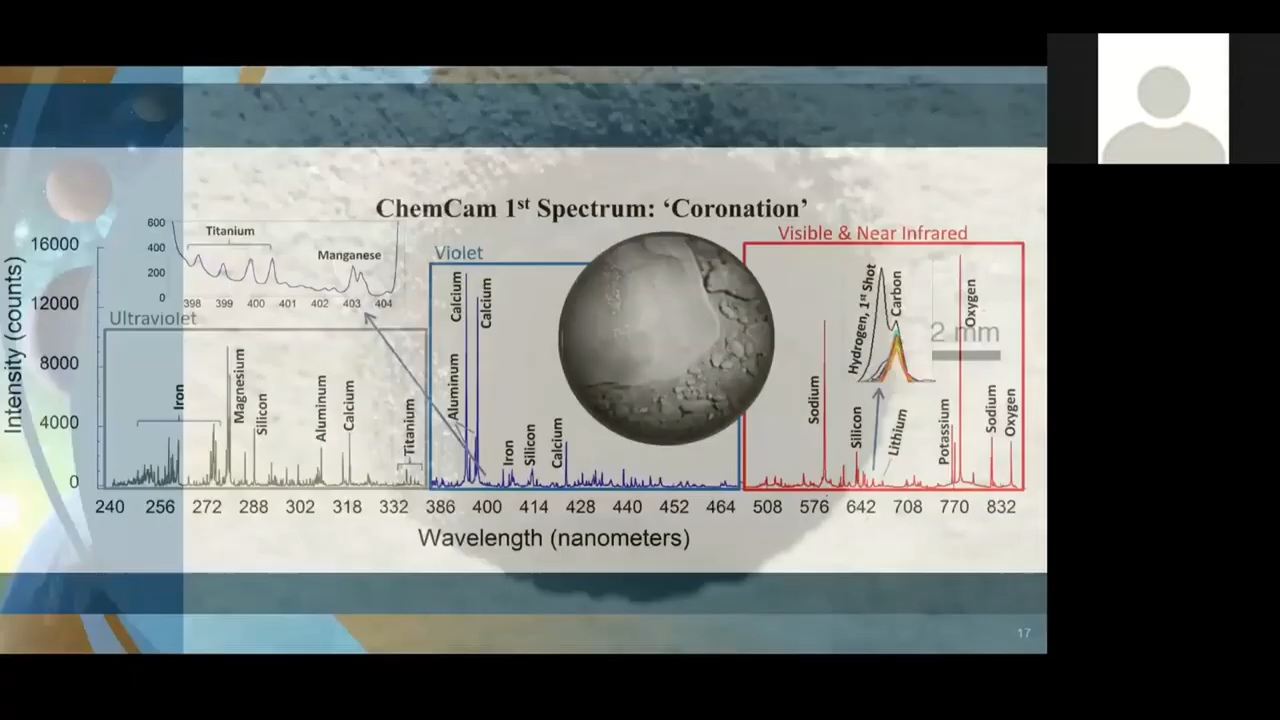 ChemCam 1st Spectrum: ‘Coronation’
Intensity (counts)
16000
12000
8000
4000
0
600
400
200
0
Titanium
Manganese
398 399 400 401 402 403 404
Ultraviolet
Iron
Magnesium
Silicon
Aluminum
Calcium
Titanium
Violet
Calcium
Calcium
Aluminum
Iron
Silicon
Calcium
Visible & Near Infrared
Sodium
Silicon
Hydrogen, 1st Shot
Carbon
Lithium
2 mm
Potassium
Oxygen
Sodium
Oxygen
240 256 272 288 302 318 332 386 400 414 428 440 452 464 508 576 642 708 770 832
Wavelength (nanometers)
17